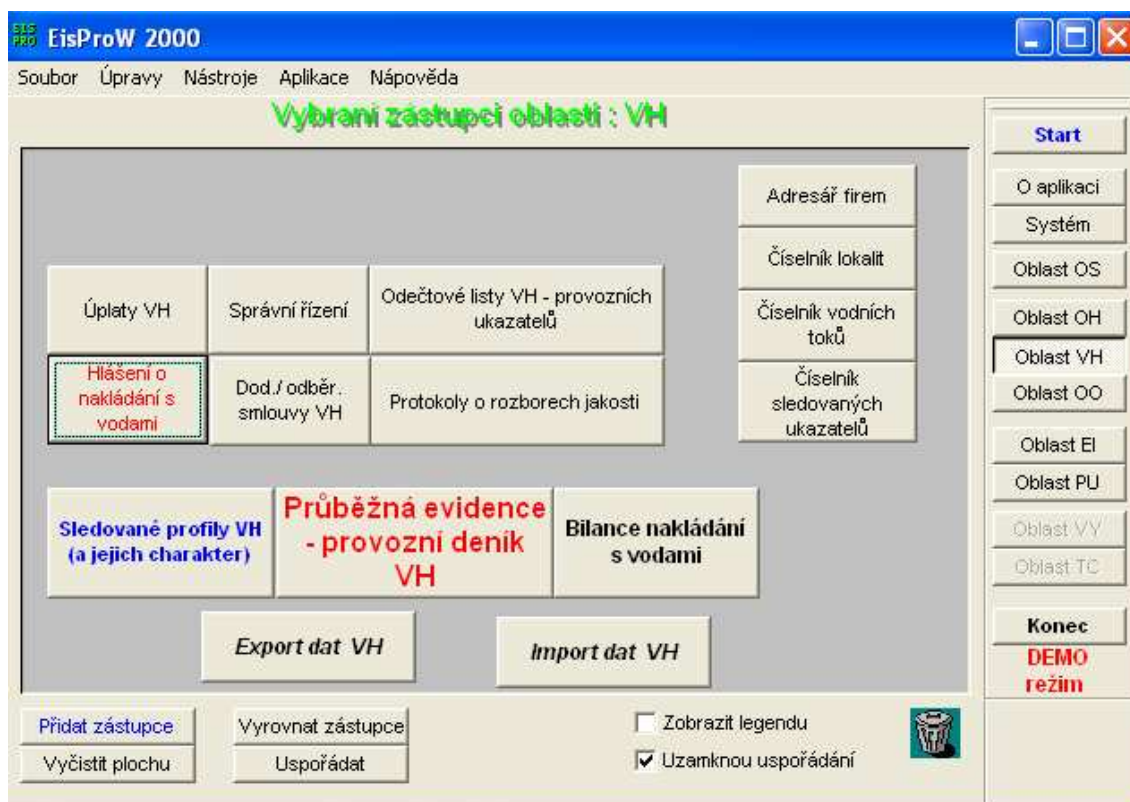 EIS
PRO
EisProW 2000
Soubor Úpravy Nástroje Aplikace Nápověda
Vybraní zástupci oblasti : VH
Adresář firem
Číselník lokalit
Číselník vodních
toků
Číselník
sledovaných
ukazatelů
Úplaty VH
Správní řízení
Odečtové listy VH - provozních
ukazatelů
Hlášení o
nakládání s
vodami
Dod./ odběr.
smlouvy VH
Protokoly o rozborech jakosti
Sledované profily VH
(a jejich charakter)
Průběžná evidence
- provozní deník
VH
Bilance nakládání
s vodami
Export dat VH
Import dat VH
Přidat zástupce
Vyrovnat zástupce
Vyčistit plochu
Uspořádat
Zobrazit legendu
Uzamknou uspořádání
Start
O aplikaci
Systém
Oblast OS
Oblast OH
Oblast VH
Oblast OO
Oblast EI
Oblast PU
Oblast VV
Oblast TC
Konec
DEMO
režim